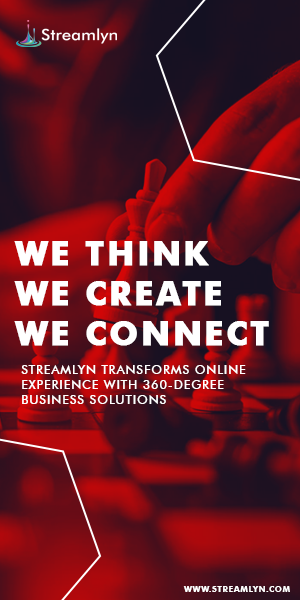 Streamlyn
WE THINK
WE CREATE
WE CONNECT
STREAMLYN TRANSFORMS ONLINE
EXPERIENCE WITH 360-DEGREE
BUSINESS SOLUTIONS
WWW.STREAMLYN.COM